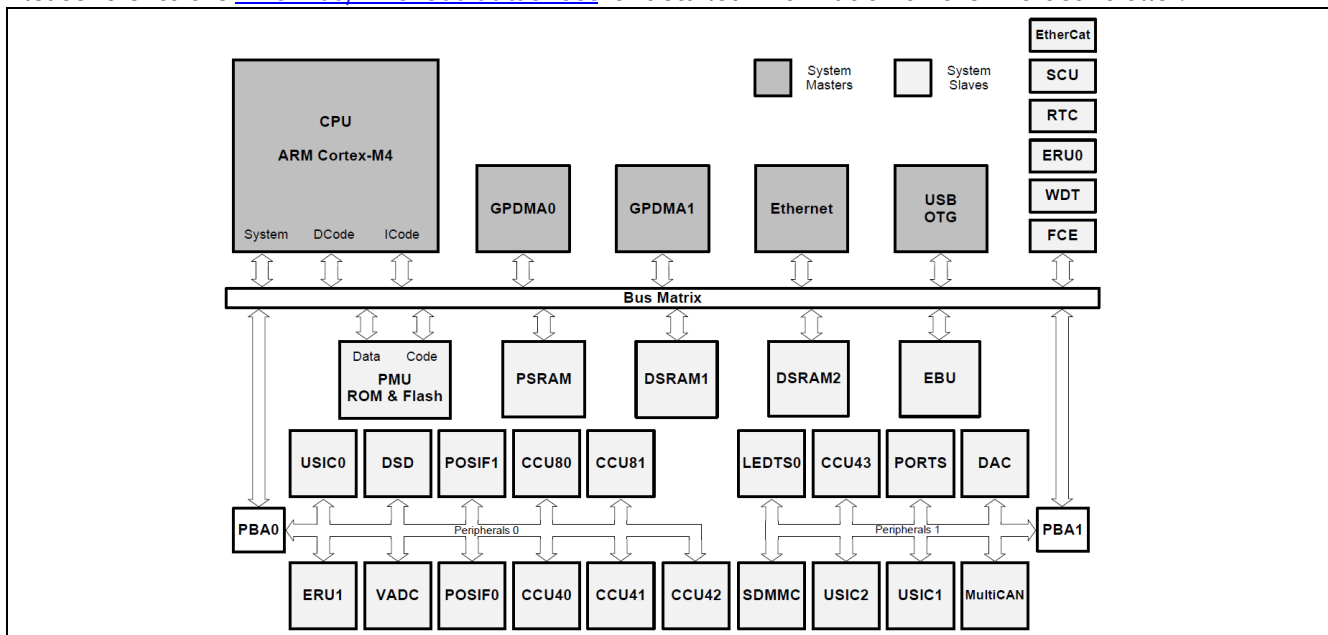 EtherCat
System
Masters
System
Slaves
SCU
CPU
ARM Cortex-M4
RTC
ERU0
GPDMA0
GPDMA1
Ethernet
USB
OTG
WDT
System
DCode
ICode
FCE
Bus Matrix
Data
Code
PMU
ROM & Flash
PSRAM
DSRAM1
DSRAM2
EBU
USIC0
DSD
POSIF1
CCU80
CCU81
LEDTS0
CCU43
PORTS
DAC
PBA0
Peripherals 0
Peripherals 1
PBA1
ERU1
VADC
POSIF0
CCU40
CCU41
CCU42
SDMMC
USIC2
USIC1
MultiCAN